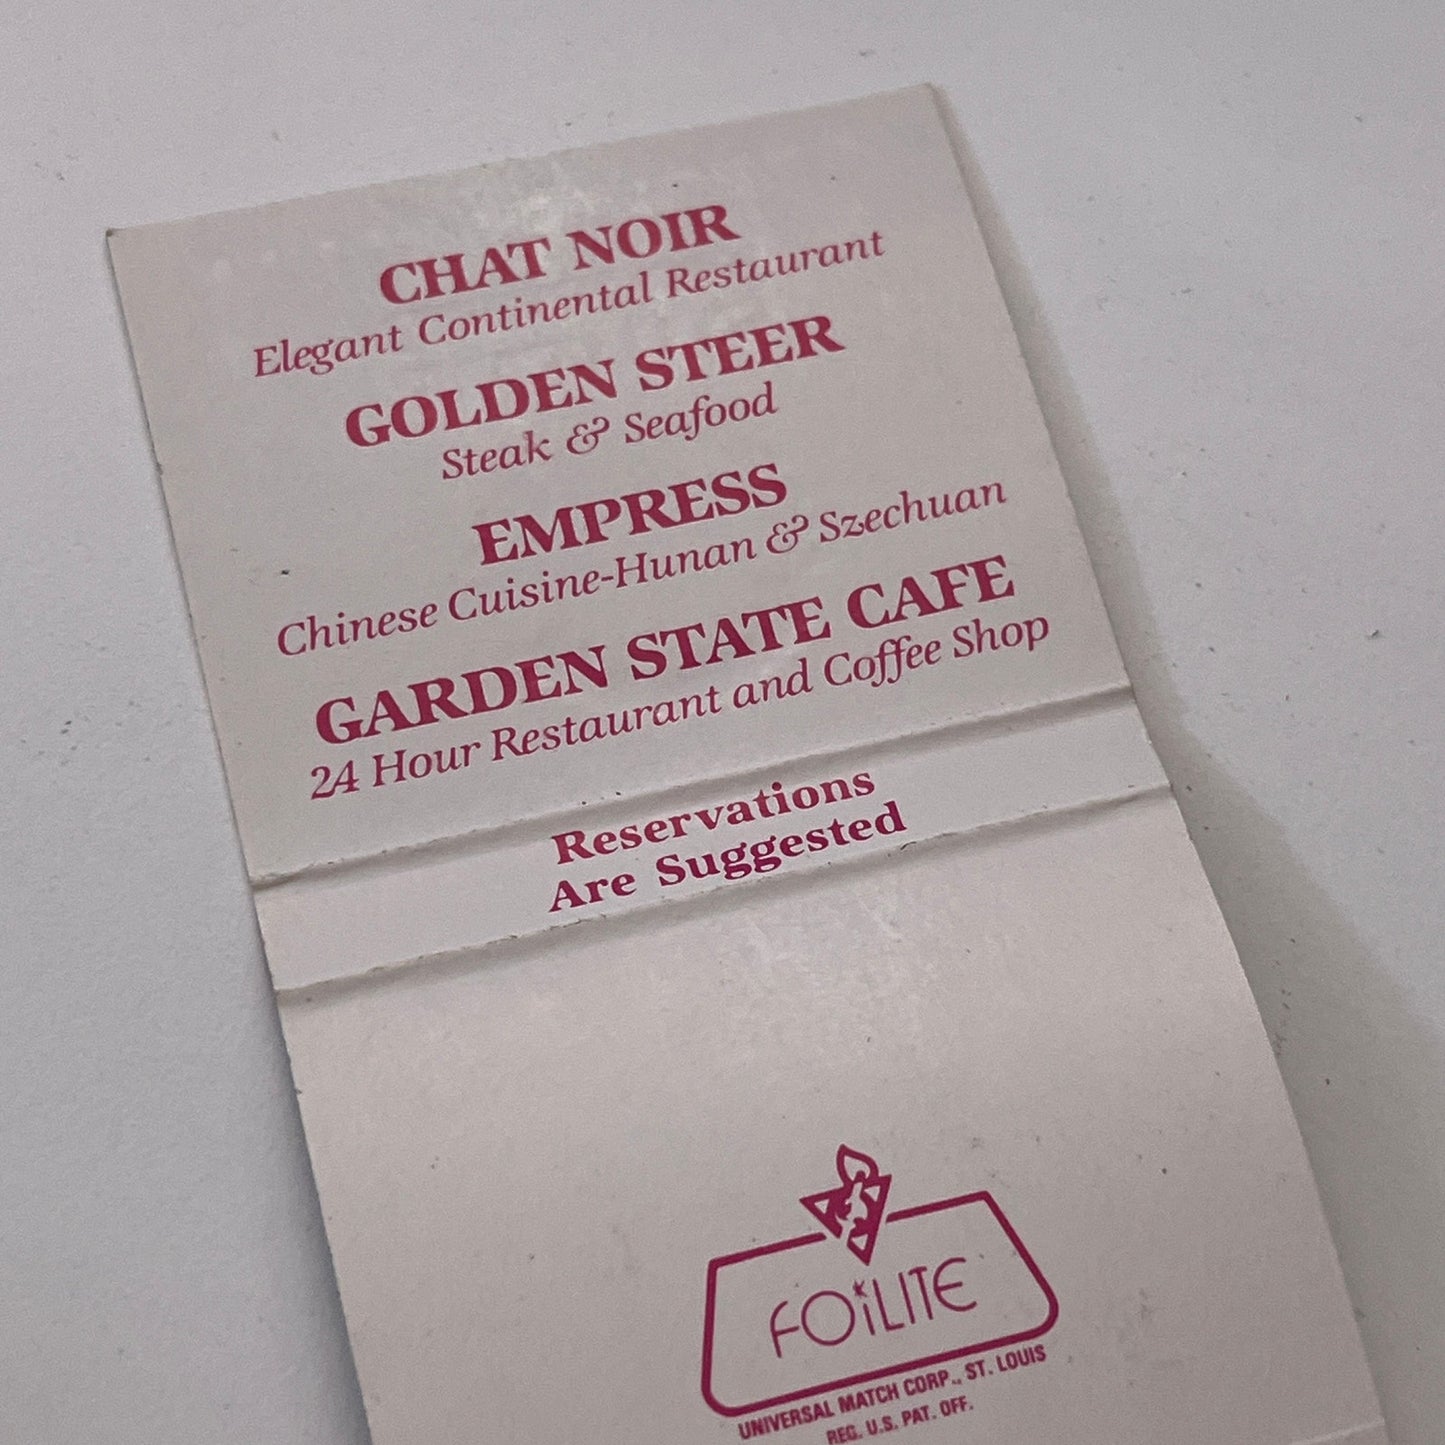 CHAT NOIR
Elegant Continental Restaurant
GOLDEN STEER
Steak & Seafood
EMPRESS
Chinese Cuisine-Hunan & Szechuan
GARDEN STATE CAFE
24 Hour Restaurant and Coffee Shop
Reservations
Are Suggested
FOiLITE
UNIVERSAL MATCH CORP., ST. LOUIS
REG. U.S. PAT. OFF.